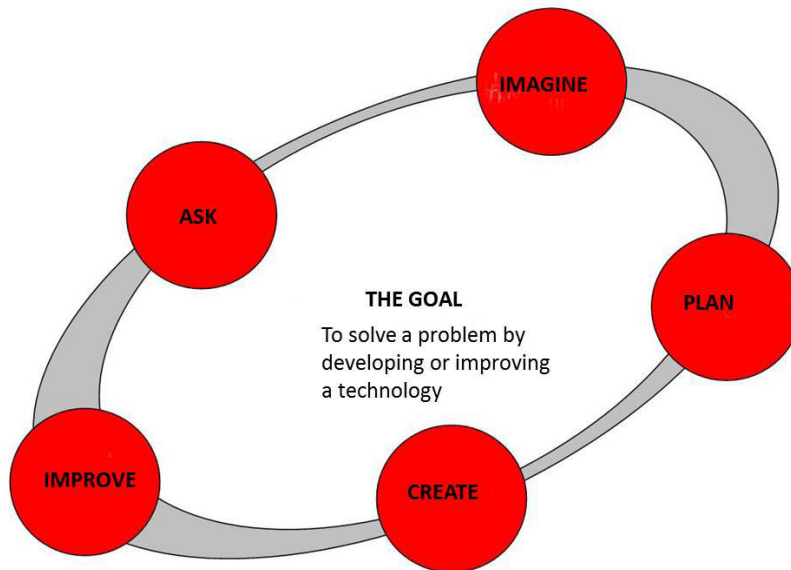 IMAGINE
ASK
THE GOAL
To solve a problem by
developing or improving
a technology
PLAN
IMPROVE
CREATE